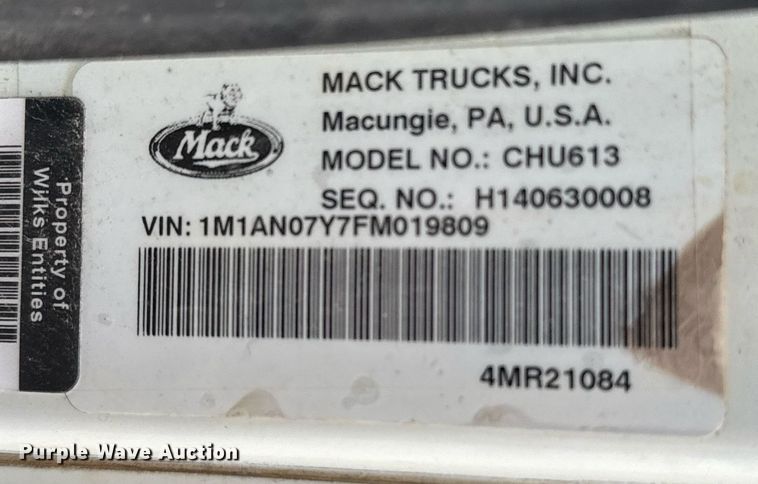 Mack
MACK TRUCKS, INC.
Macungie, PA, U.S.A.
MODEL NO.: CHU613
SEQ. NO.: H140630008
VIN: 1M1AN07Y7FM019809
4MR21084
Property of
Wilks Entities
Purple Wave Auction